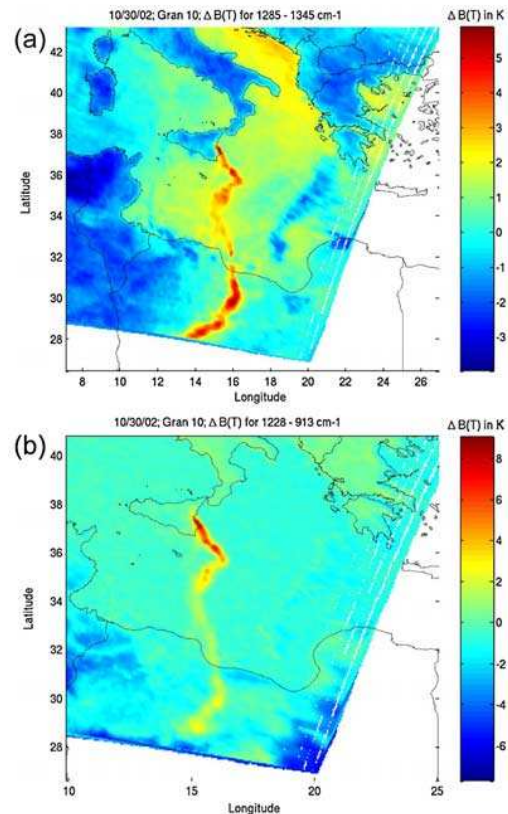 (a)
10/30/02; Gran 10; Δ B(T) for 1285 - 1345 cm-1
Δ B(T) in K
42
40
38
36
34
32
30
28
Latitude
8 10 12 14 16 18 20 22 24 26
Longitude
5
4
3
2
1
0
-1
-2
-3
(b)
10/30/02; Gran 10; Δ B(T) for 1228 - 913 cm-1
Δ B(T) in K
40
38
36
34
32
30
28
Latitude
10 15 20 25
Longitude
8
6
4
2
0
-2
-4
-6